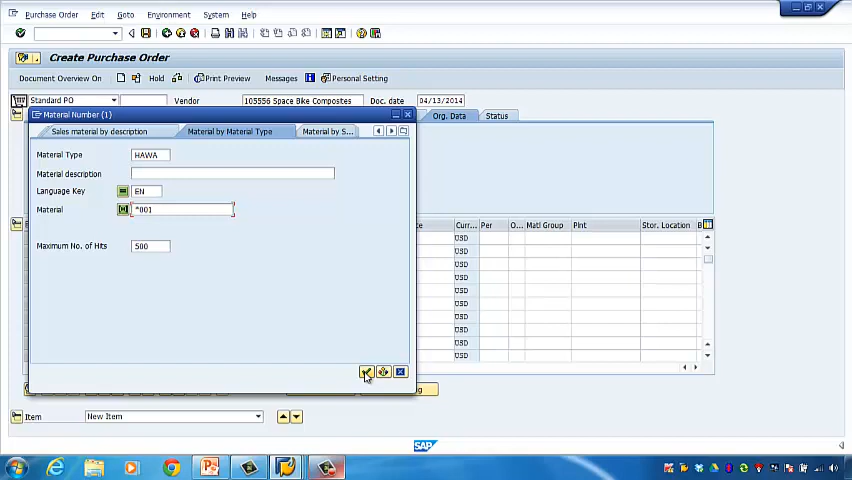 Purchase Order Edit Goto Environment System Help
Create Purchase Order
Document Overview On Hold Print Preview Messages Personal Setting
Standard PO Vendor 105556 Space Bike Composites Doc. date 04/13/2014
Material Number (1)
Org. Data Status
Sales material by description Material by Material Type Material by S...
Material Type HAWA
Material description
Language Key EN
Material *001
Maximum No. of Hits 500
Curr... Per O... Matl Group Plnt Stor. Location
USD
USD
USD
USD
USD
USD
USD
USD
USD
USD
Item New Item
SAP